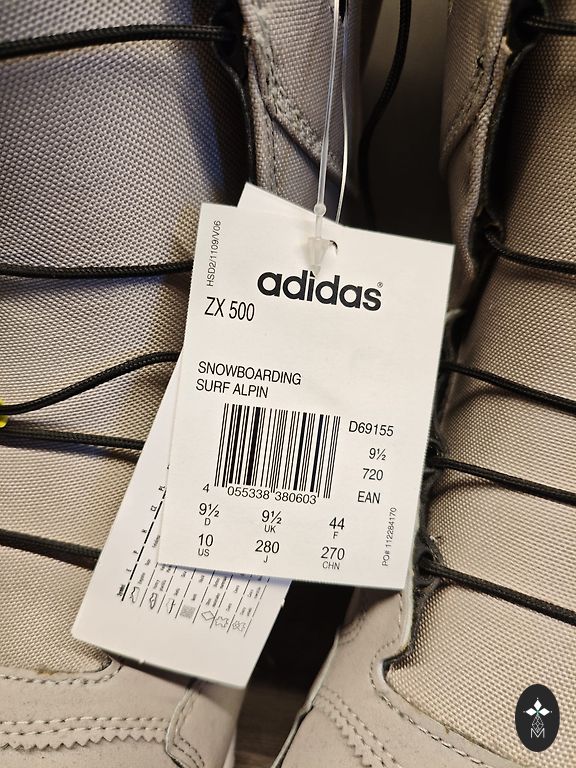 HSD2/1109/V06
adidas®
ZX 500
SNOWBOARDING
SURF ALPIN
D69155
9½
720
EAN
4 055338 380603
9½ 9½ 44
D UK F
10 280 270
US J CHN
PO# 112284170